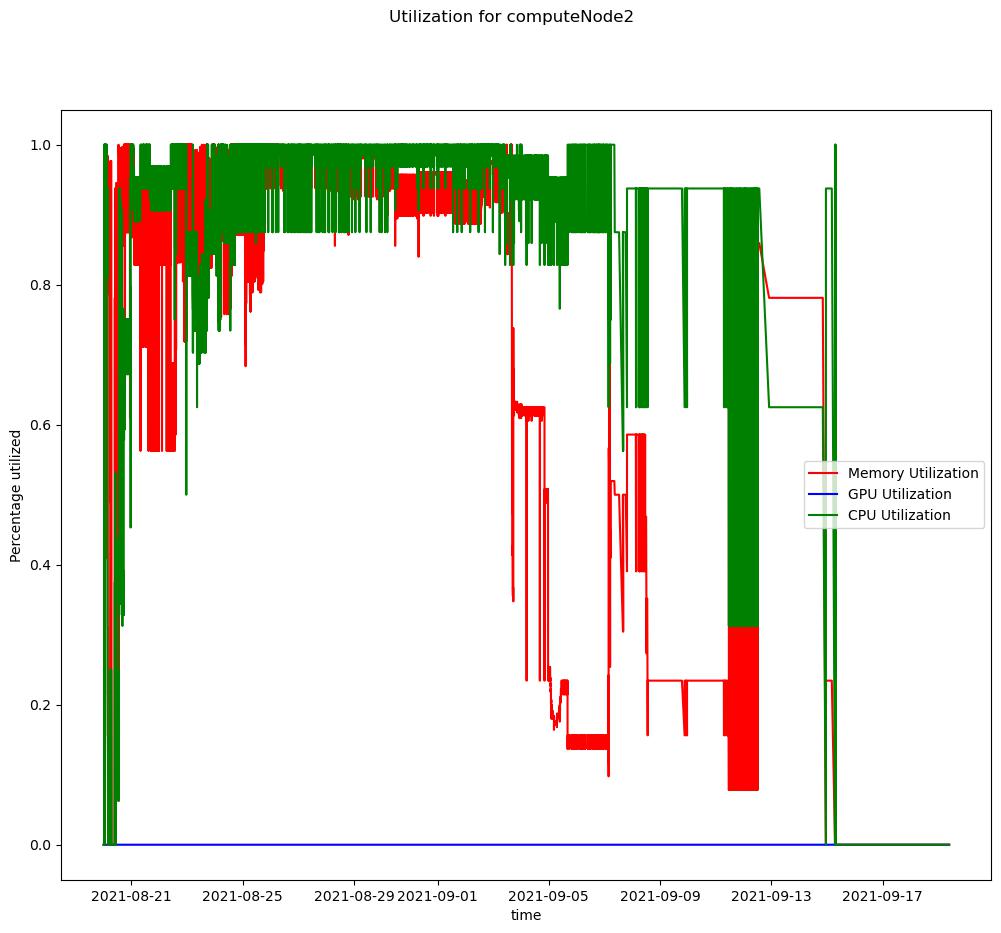 Utilization for computeNode2
1.0
0.8
0.6
0.4
0.2
0.0
Percentage utilized
Memory Utilization
GPU Utilization
CPU Utilization
2021-08-21 2021-08-25 2021-08-29 2021-09-01 2021-09-05 2021-09-09 2021-09-13 2021-09-17
time